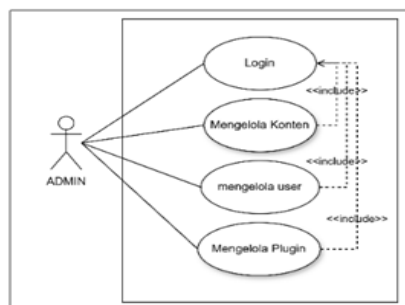 Login
<<include>>
Mengelola Konten
ADMIN
<<include>>
mengelola user
<<include>>
Mengelola Plugin